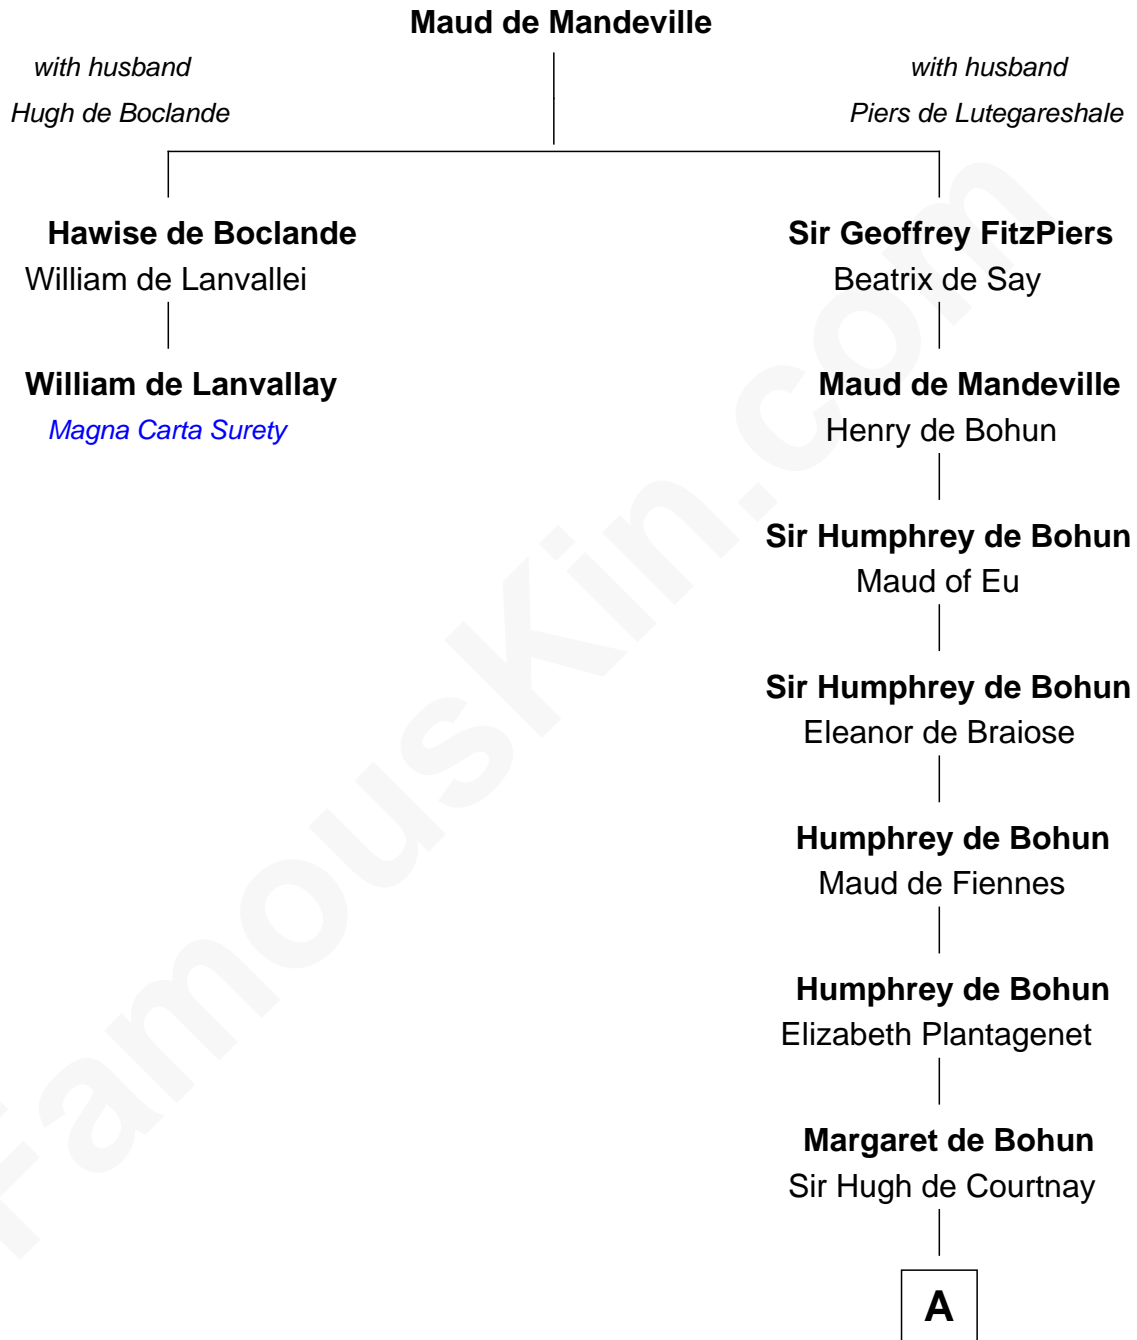 Maud de Mandeville
with husband
Hugh de Boclande
with husband
Piers de Lutegareshale
Hawise de Boclande
William de Lanvallei
Sir Geoffrey FitzPiers
Beatrix de Say
William de Lanvallay
Magna Carta Surety
Maud de Mandeville
Henry de Bohun
Sir Humphrey de Bohun
Maud of Eu
Sir Humphrey de Bohun
Eleanor de Braiose
Humphrey de Bohun
Maud de Fiennes
Humphrey de Bohun
Elizabeth Plantagenet
Margaret de Bohun
Sir Hugh de Courtnay
A
FamousKin.com